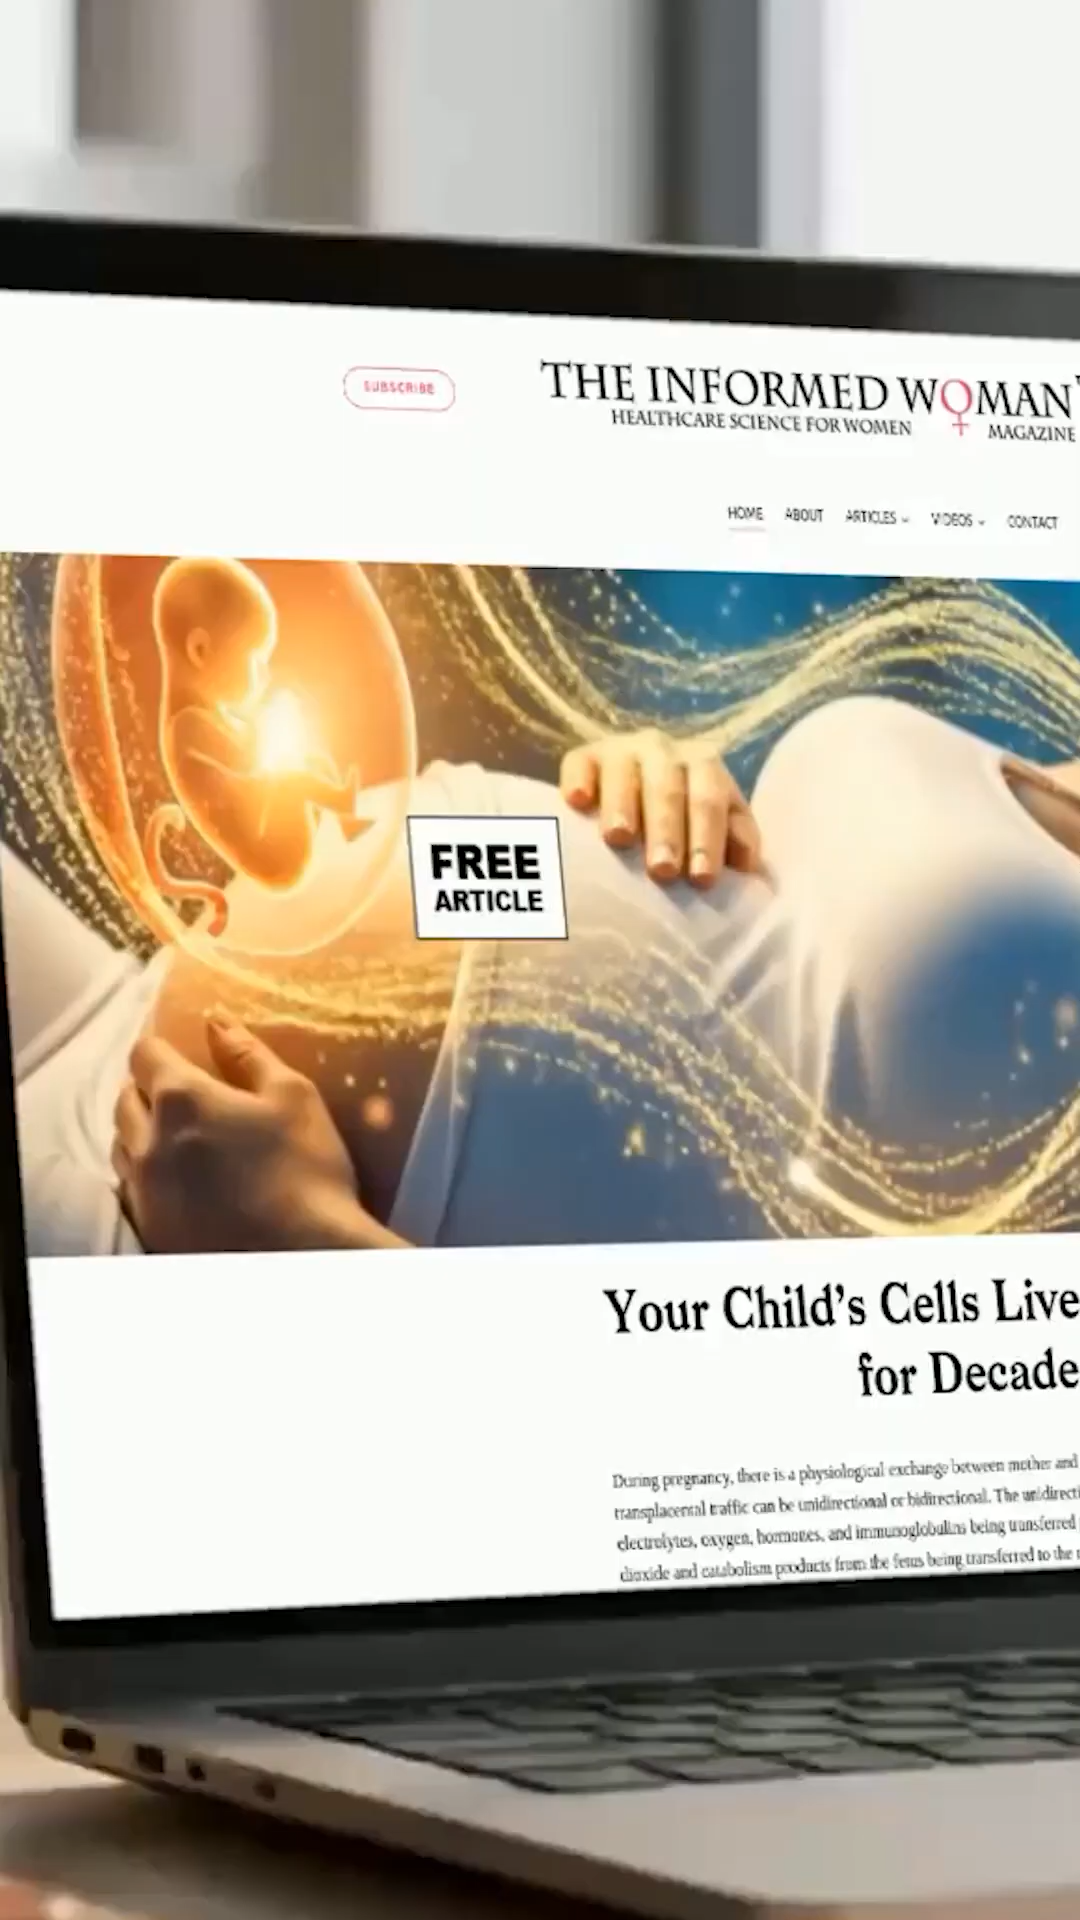 SUBSCRIBE
THE INFORMED WOMAN
HEALTHCARE SCIENCE FOR WOMEN MAGAZINE
HOME ABOUT ARTICLES VIDEOS CONTACT
FREE
ARTICLE
Your Child's Cells Live
for Decade
During pregnancy, there is a physiological exchange between mother and
transplacental traffic can be unidirectional or bidirectional. The unidirecti
electrolytes, oxygen, hormones, and immunoglobulins being transferred
dioxide and catabolism products from the fetus being transferred to the